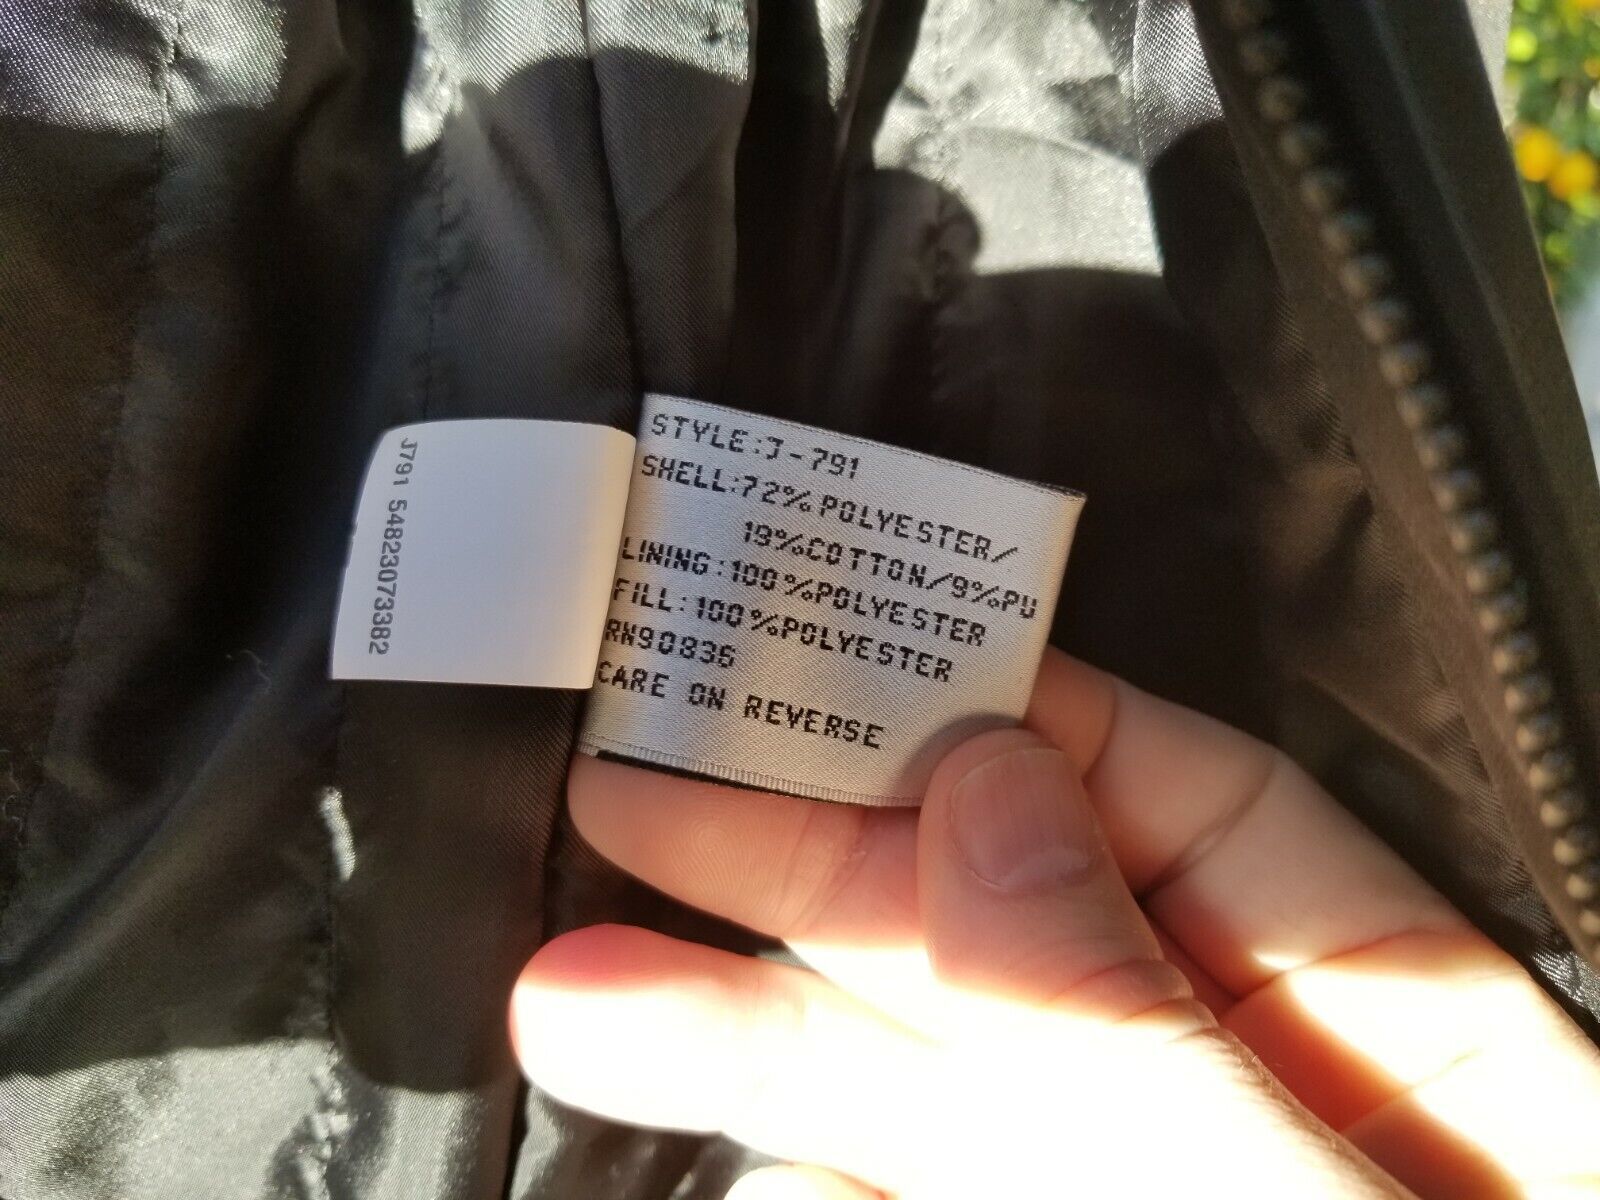 J791 54823073382
STYLE:J-791
SHELL:72%POLYESTER/
19%COTTON/9%PU
LINING:100%POLYESTER
FILL:100%POLYESTER
RN90836
CARE ON REVERSE